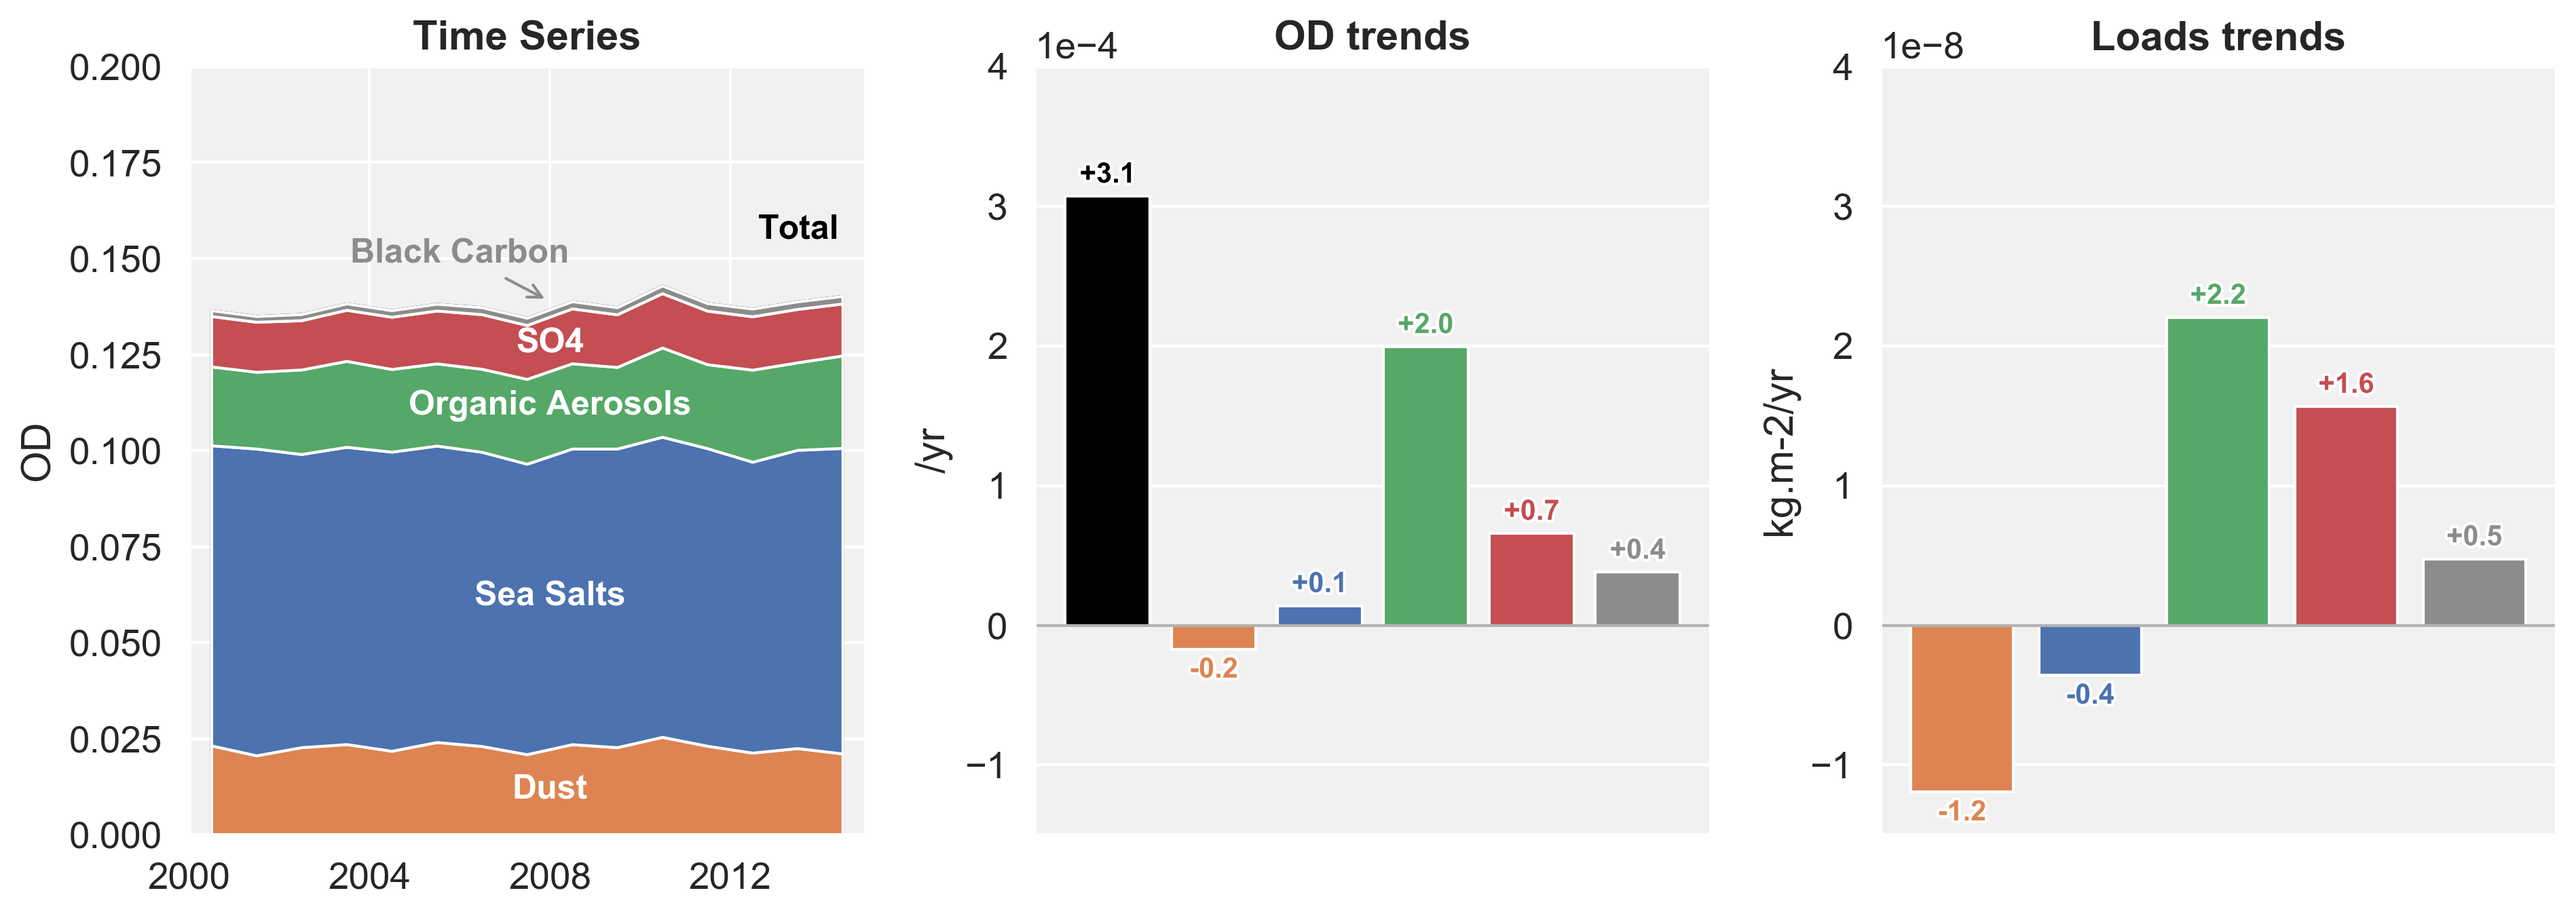 Time Series
0.200
0.175
0.150
0.125
0.100
0.075
0.050
0.025
0.000
OD
2000
2004
2008
2012
Total
Black Carbon
SO4
Organic Aerosols
Sea Salts
Dust
OD trends
1e−4
4
3
2
1
0
−1
/yr
+3.1
-0.2
+0.1
+2.0
+0.7
+0.4
Loads trends
1e−8
4
3
2
1
0
−1
kg.m-2/yr
-1.2
-0.4
+2.2
+1.6
+0.5